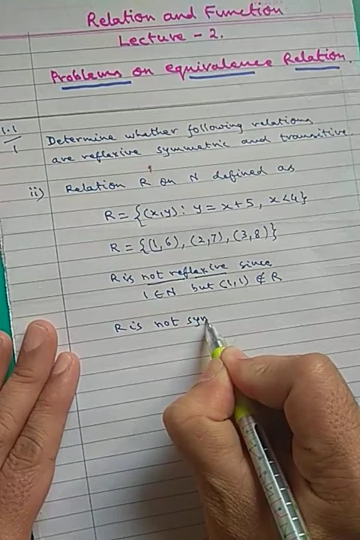 Relation and Function
Lecture - 2.
Problems on equivalence Relation.
1.1
1
Determine whether following relations
are reflexive symmetric and transitive
ii) Relation R on N defined as
R = {(x,y): y = x+5, x<4}
R = {(1,6), (2,7), (3,8)}
R is not reflexive since
1 ∈ N but (1,1) ∉ R
R is not sym